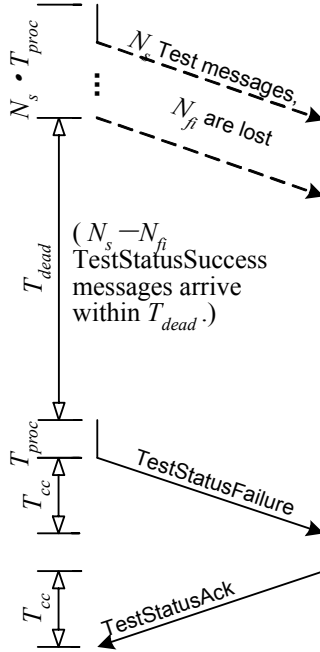 N_s • T_proc
N_s Test messages,
...
N_fi are lost
T_dead
( N_s — N_fi
TestStatusSuccess
messages arrive
within T_dead .)
T_proc
TestStatusFailure
T_cc
T_cc
TestStatusAck